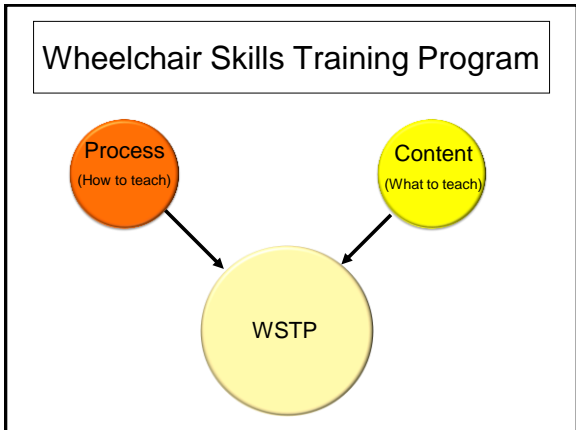 Wheelchair Skills Training Program
Process
(How to teach)
Content
(What to teach)
WSTP